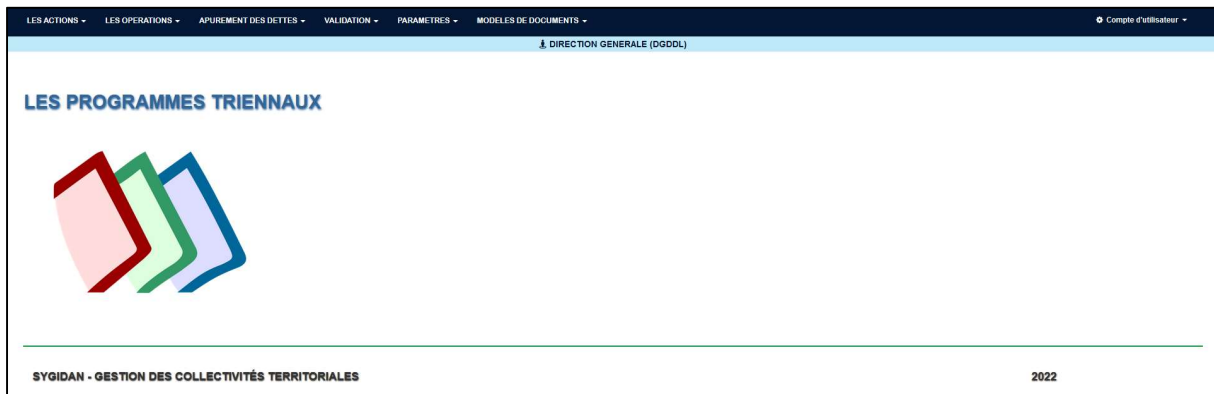 LES ACTIONS LES OPERATIONS APUREMENT DES DETTES VALIDATION PARAMETRES MODELES DE DOCUMENTS Compte d'utilisateur
DIRECTION GENERALE (DGDDL)
LES PROGRAMMES TRIENNAUX
SYGIDAN - GESTION DES COLLECTIVITÉS TERRITORIALES 2022